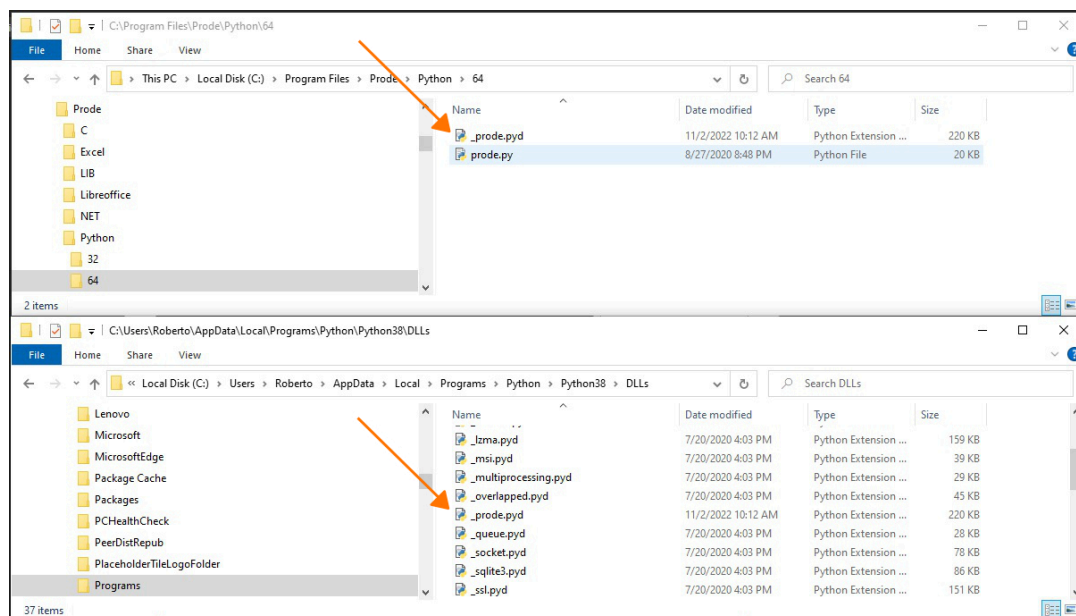 C:\Program Files\Prode\Python\64
File Home Share View
This PC > Local Disk (C:) > Program Files > Prode > Python > 64
Search 64
Prode
C
Excel
LIB
Libreoffice
NET
Python
32
64
Name Date modified Type Size
_prode.pyd 11/2/2022 10:12 AM Python Extension ... 220 KB
prode.py 8/27/2020 8:48 PM Python File 20 KB
2 items
C:\Users\Roberto\AppData\Local\Programs\Python\Python38\DLLs
File Home Share View
« Local Disk (C:) > Users > Roberto > AppData > Local > Programs > Python > Python38 > DLLs
Search DLLs
Lenovo
Microsoft
MicrosoftEdge
Package Cache
Packages
PCHealthCheck
PeerDistRepub
PlaceholderTileLogoFolder
Programs
Name Date modified Type Size
_lzma.pyd 7/20/2020 4:03 PM Python Extension ... 159 KB
_msi.pyd 7/20/2020 4:03 PM Python Extension ... 39 KB
_multiprocessing.pyd 7/20/2020 4:03 PM Python Extension ... 29 KB
_overlapped.pyd 7/20/2020 4:03 PM Python Extension ... 45 KB
_prode.pyd 11/2/2022 10:12 AM Python Extension ... 220 KB
_queue.pyd 7/20/2020 4:03 PM Python Extension ... 28 KB
_socket.pyd 7/20/2020 4:03 PM Python Extension ... 78 KB
_sqlite3.pyd 7/20/2020 4:03 PM Python Extension ... 86 KB
_ssl.pyd 7/20/2020 4:03 PM Python Extension ... 151 KB
37 items